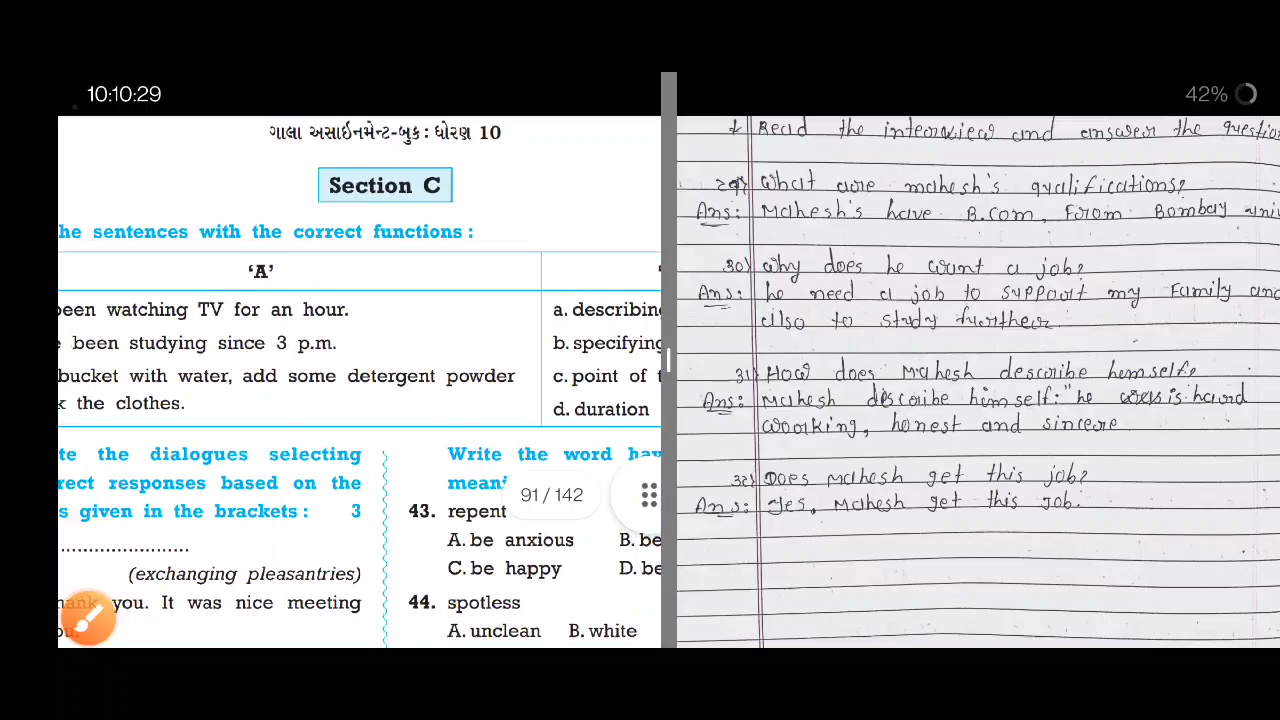 10:10:29
42%
ગાલા અસાઇનમેન્ટ-બુક : ધોરણ 10
Section C
he sentences with the correct functions :
'A'
been watching TV for an hour.
a. describing
e been studying since 3 p.m.
b. specifying
bucket with water, add some detergent powder
c. point of t
k the clothes.
d. duration
te the dialogues selecting
rect responses based on the
s given in the brackets : 3
........................
(exchanging pleasantries)
hank you. It was nice meeting
ou.
Write the word hav
meani
91 / 142
43. repent
A. be anxious B. be
C. be happy D. be
44. spotless
A. unclean B. white
Read the interview and answer the questio
29) What are mahesh's qualifications?
Ans: Mahesh's have B.com, From Bombay uni
30) Why does he want a job?
Ans: he need a job to support my Family and
also to study further
31) How does Mahesh describe hemself?
Ans: Mahesh describe himself: "he is hard
working, honest and sincere
32) Does mahesh get this job?
Ans: Yes, Mahesh get this Job.